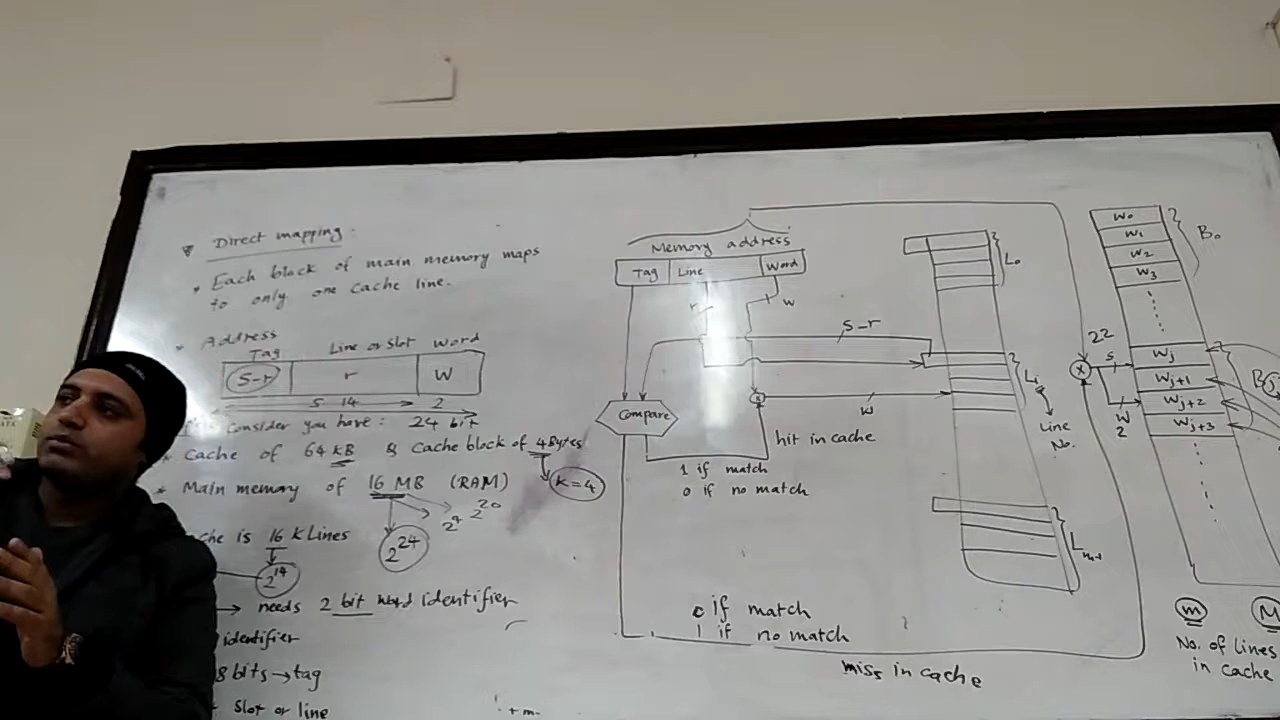 Direct mapping:
* Each block of main memory maps
to only one cache line.
* Address
Tag Line or Slot Word
S-r r W
S 14 2
Consider you have: 24 bit
* Cache of 64 kB & Cache block of 4 Bytes
K=4
* Main memory of 16 MB (RAM)
2^4 2^20
2^24
is 16 K Lines
2^14
→ needs 2 bit word identifier
identifier
8 bits → tag
slot or line
Memory address
Tag Line Word
r w
S-r
Compare
w
hit in cache
1 if match
0 if no match
0 if match
1 if no match
miss in cache
L0
Li
Line
No.
Lm-1
W0
W1
W2
W3
B0
22
S
X
W
2
Wj
Wj+1
Wj+2
Wj+3
Bj
m M
No. of lines
in cache